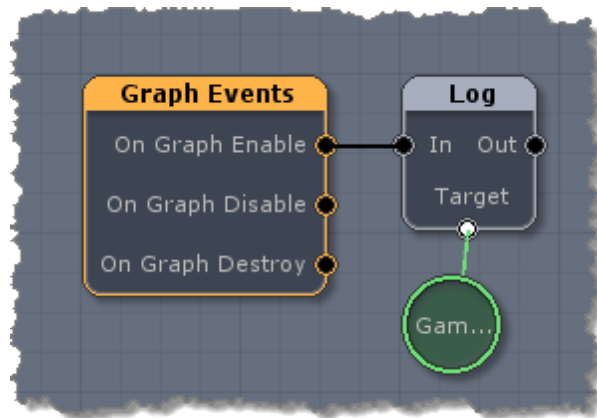 Graph Events
On Graph Enable
On Graph Disable
On Graph Destroy
Log
In Out
Target
Gam...